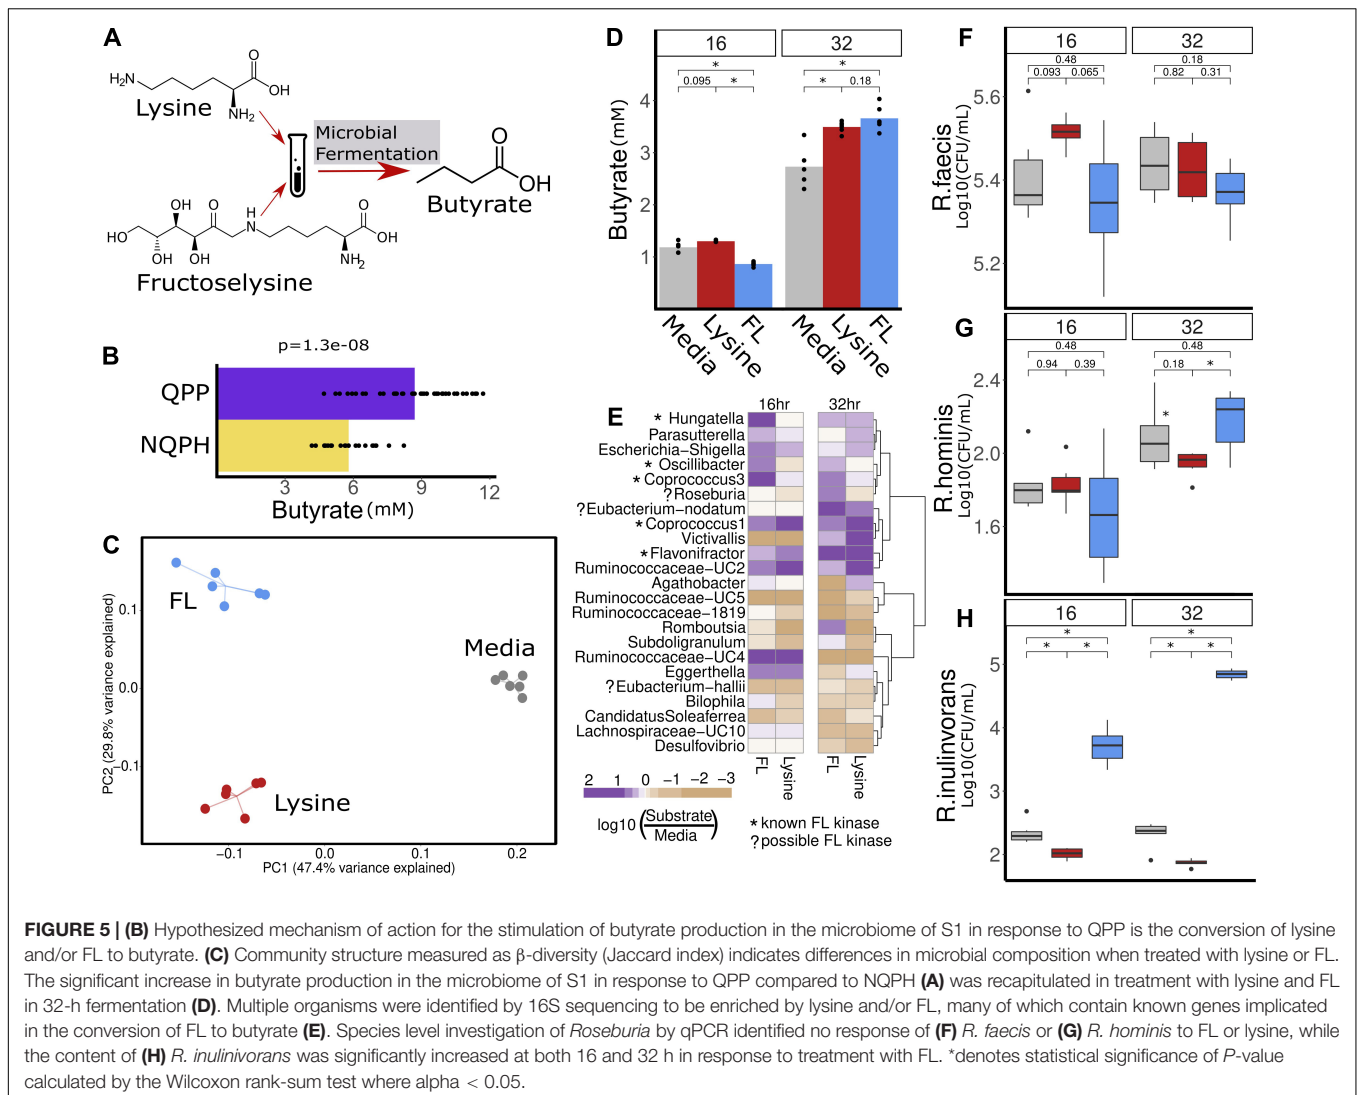 A
H₂N
O
OH
NH₂
Lysine
Microbial
Fermentation
O
OH
Butyrate
OH
O
H
N
O
HO
OH
OH
OH
NH₂
Fructoselysine
B
p=1.3e-08
QPP
NQPH
3
6
9
12
Butyrate (mM)
C
PC2 (29.8% variance explained)
0.1
0.0
−0.1
FL
Media
Lysine
−0.1
0.0
0.1
0.2
PC1 (47.4% variance explained)
D
16
32
*
0.095
*
*
*
0.18
Butyrate (mM)
4
3
2
1
Media
Lysine
FL
Media
Lysine
FL
E
16hr
32hr
* Hungatella
Parasutterella
Escherichia−Shigella
* Oscillibacter
* Coprococcus3
? Roseburia
? Eubacterium−nodatum
* Coprococcus1
Victivallis
* Flavonifractor
Ruminococcaceae−UC2
Agathobacter
Ruminococcaceae−UC5
Ruminococcaceae−1819
Romboutsia
Subdoligranulum
Ruminococcaceae−UC4
Eggerthella
? Eubacterium−hallii
Bilophila
CandidatusSoleaferrea
Lachnospiraceae−UC10
Desulfovibrio
FL
Lysine
FL
Lysine
2 1 0 −1 −2 −3
log10 (Substrate
Media)
* known FL kinase
? possible FL kinase
F
16
32
0.48
0.093
0.065
0.18
0.82
0.31
R.faecis
Log10(CFU/mL)
5.6
5.4
5.2
G
16
32
0.48
0.94
0.39
0.48
0.18
*
*
R.hominis
Log10(CFU/mL)
2.4
2.0
1.6
H
16
32
*
*
*
*
*
*
R.inulinvorans
Log10(CFU/mL)
5
4
3
2
FIGURE 5 | (B) Hypothesized mechanism of action for the stimulation of butyrate production in the microbiome of S1 in response to QPP is the conversion of lysine
and/or FL to butyrate. (C) Community structure measured as β-diversity (Jaccard index) indicates differences in microbial composition when treated with lysine or FL.
The significant increase in butyrate production in the microbiome of S1 in response to QPP compared to NQPH (A) was recapitulated in treatment with lysine and FL
in 32-h fermentation (D). Multiple organisms were identified by 16S sequencing to be enriched by lysine and/or FL, many of which contain known genes implicated
in the conversion of FL to butyrate (E). Species level investigation of Roseburia by qPCR identified no response of (F) R. faecis or (G) R. hominis to FL or lysine, while
the content of (H) R. inulinivorans was significantly increased at both 16 and 32 h in response to treatment with FL. *denotes statistical significance of P-value
calculated by the Wilcoxon rank-sum test where alpha < 0.05.